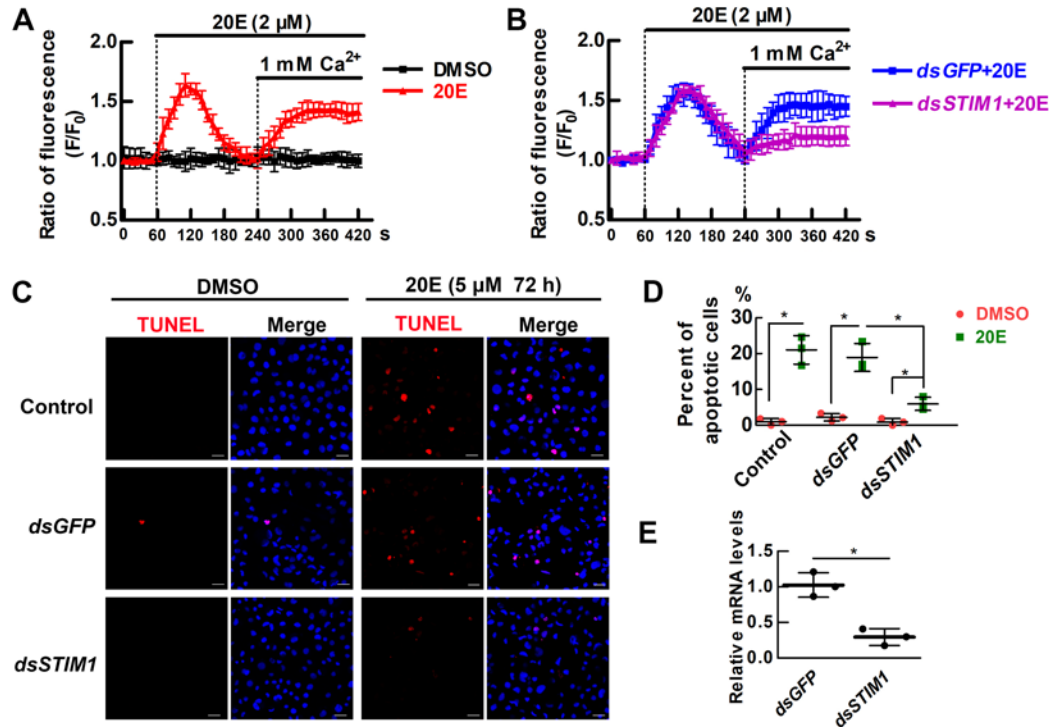 A
20E (2 µM)
1 mM Ca²⁺
DMSO
20E
Ratio of fluorescence
(F/F₀)
2.0
1.5
1.0
0.5
0 60 120 180 240 300 360 420 s
B
20E (2 µM)
1 mM Ca²⁺
dsGFP+20E
dsSTIM1+20E
Ratio of fluorescence
(F/F₀)
2.0
1.5
1.0
0.5
0 60 120 180 240 300 360 420 s
C
DMSO
20E (5 µM 72 h)
TUNEL Merge TUNEL Merge
Control
dsGFP
dsSTIM1
D
%
DMSO
20E
Percent of
apoptotic cells
30
20
10
0
* * * *
Control
dsGFP
dsSTIM1
E
Relative mRNA levels
1.5
1.0
0.5
0.0
*
dsGFP
dsSTIM1